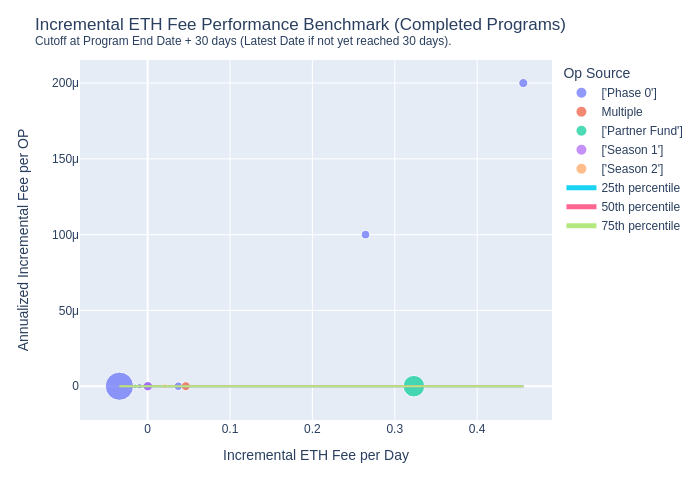 Incremental ETH Fee Performance Benchmark (Completed Programs)
Cutoff at Program End Date + 30 days (Latest Date if not yet reached 30 days).
Op Source
['Phase 0']
Multiple
['Partner Fund']
['Season 1']
['Season 2']
25th percentile
50th percentile
75th percentile
Annualized Incremental Fee per OP
200μ
150μ
100μ
50μ
0
0
0.1
0.2
0.3
0.4
Incremental ETH Fee per Day